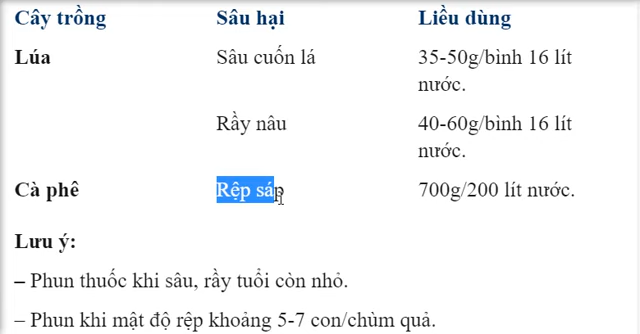 Cây trồng Sâu hại Liều dùng
Lúa Sâu cuốn lá 35-50g/bình 16 lít
nước.
Rầy nâu 40-60g/bình 16 lít
nước.
Cà phê Rệp sáp 700g/200 lít nước.
Lưu ý:
– Phun thuốc khi sâu, rầy tuổi còn nhỏ.
– Phun khi mật độ rệp khoảng 5-7 con/chùm quả.